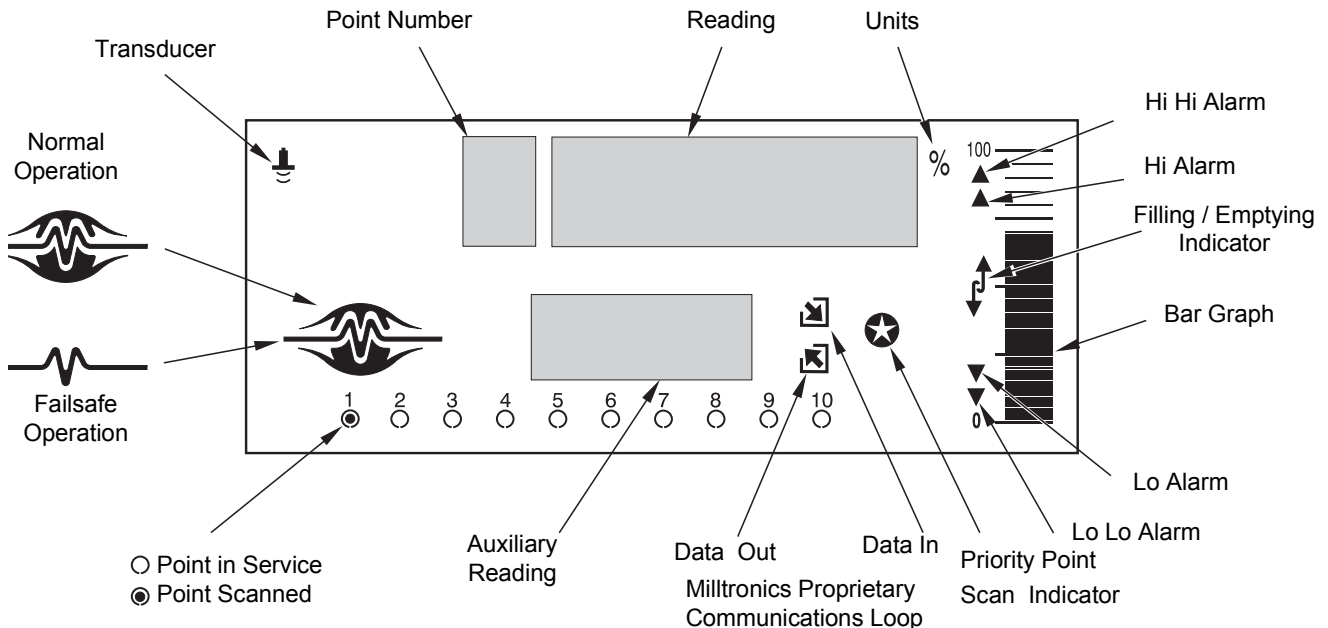 Point Number
Reading
Units
Transducer
Hi Hi Alarm
Normal
Operation
%
100
Hi Alarm
Filling / Emptying
Indicator
Bar Graph
Failsafe
Operation
1 2 3 4 5 6 7 8 9 10
0
Lo Alarm
Lo Lo Alarm
Point in Service
Point Scanned
Auxiliary
Reading
Data Out
Data In
Milltronics Proprietary
Communications Loop
Priority Point
Scan Indicator